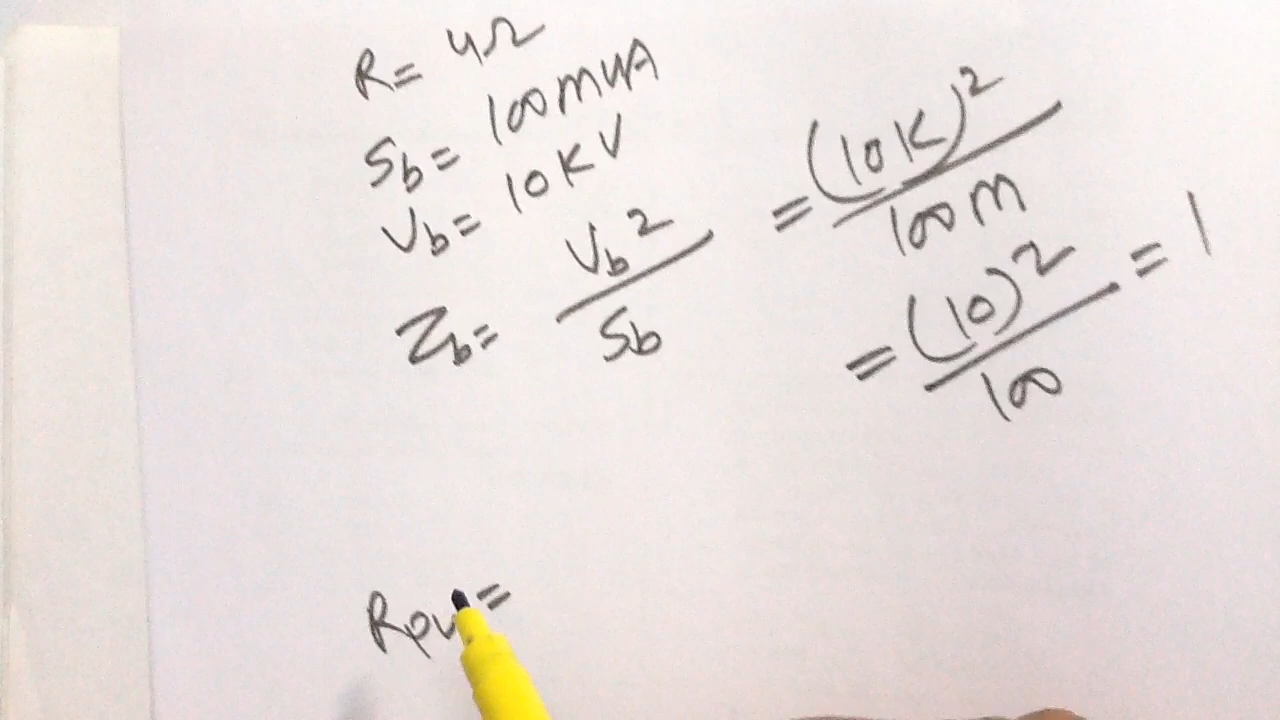 R = 4Ω
Sb = 100MVA
Vb = 10KV
Zb = Vb² / Sb = (10K)² / 100M
= (10)² / 100 = 1
Rpu =